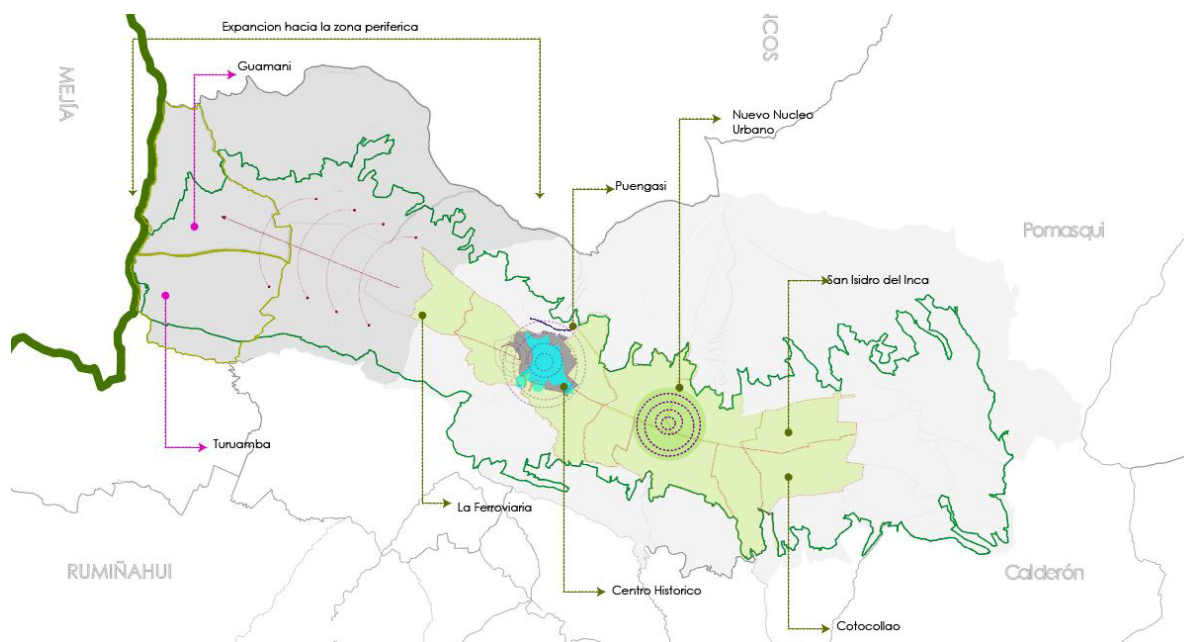 Expancion hacia la zona periferica
ICOS
MEJÍA
Guamani
Nuevo Nucleo
Urbano
Puengasi
Pomasqui
San Isidro del Inca
Turuamba
La Ferroviaria
RUMIÑAHUI
Centro Historico
Calderón
Cotocollao